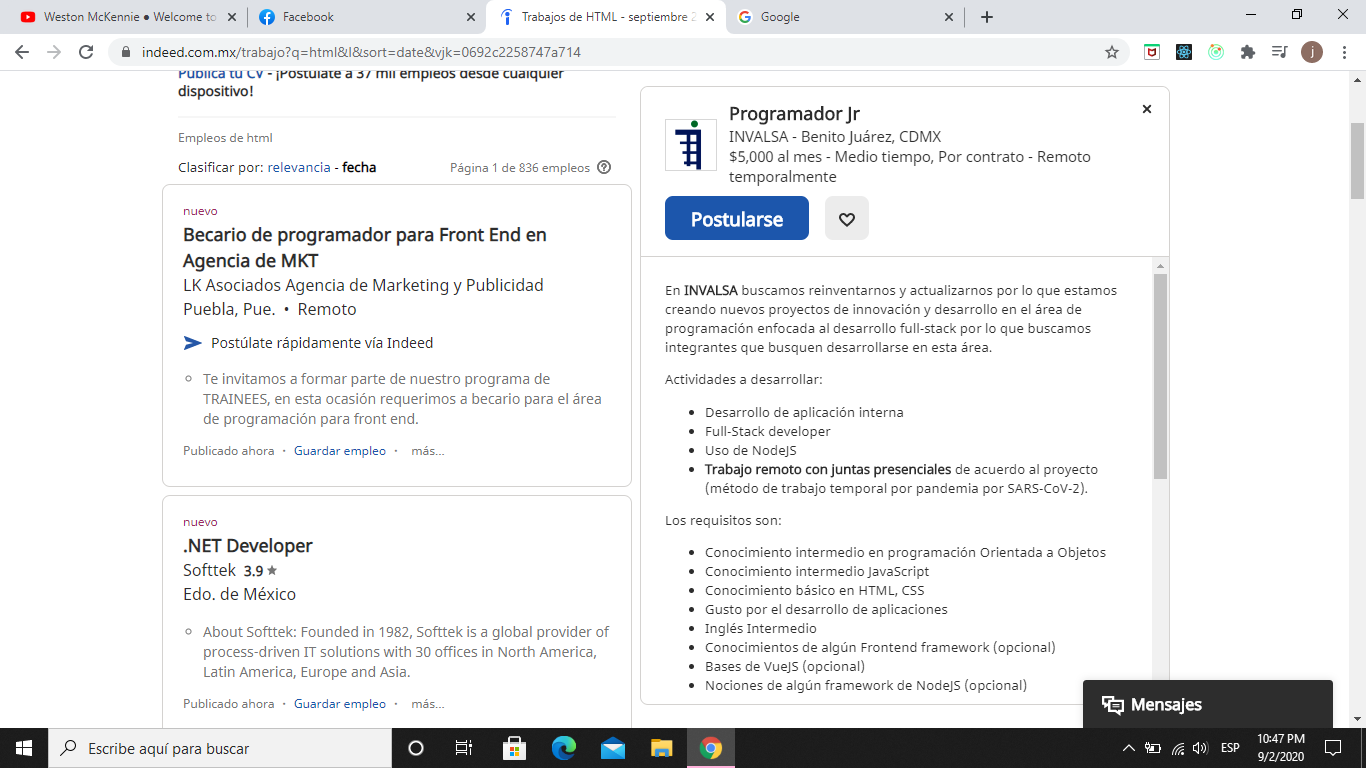 Weston McKennie ● Welcome to
Facebook
Trabajos de HTML - septiembre 2
Google
indeed.com.mx/trabajo?q=html&l&sort=date&vjk=0692c2258747a714
j
Publica tu CV - ¡Postúlate a 37 mil empleos desde cualquier
dispositivo!
Empleos de html
Clasificar por: relevancia - fecha
Página 1 de 836 empleos
nuevo
Becario de programador para Front End en
Agencia de MKT
LK Asociados Agencia de Marketing y Publicidad
Puebla, Pue. • Remoto
Postúlate rápidamente vía Indeed
Te invitamos a formar parte de nuestro programa de
TRAINEES, en esta ocasión requerimos a becario para el área
de programación para front end.
Publicado ahora · Guardar empleo · más...
nuevo
.NET Developer
Softtek 3.9 ★
Edo. de México
About Softtek: Founded in 1982, Softtek is a global provider of
process-driven IT solutions with 30 offices in North America,
Latin America, Europe and Asia.
Publicado ahora · Guardar empleo · más...
Programador Jr
INVALSA - Benito Juárez, CDMX
$5,000 al mes - Medio tiempo, Por contrato - Remoto
temporalmente
Postularse
En INVALSA buscamos reinventarnos y actualizarnos por lo que estamos
creando nuevos proyectos de innovación y desarrollo en el área de
programación enfocada al desarrollo full-stack por lo que buscamos
integrantes que busquen desarrollarse en esta área.
Actividades a desarrollar:
• Desarrollo de aplicación interna
• Full-Stack developer
• Uso de NodeJS
• Trabajo remoto con juntas presenciales de acuerdo al proyecto
(método de trabajo temporal por pandemia por SARS-CoV-2).
Los requisitos son:
• Conocimiento intermedio en programación Orientada a Objetos
• Conocimiento intermedio JavaScript
• Conocimiento básico en HTML, CSS
• Gusto por el desarrollo de aplicaciones
• Inglés Intermedio
• Conocimientos de algún Frontend framework (opcional)
• Bases de VueJS (opcional)
• Nociones de algún framework de NodeJS (opcional)
Mensajes
Escribe aquí para buscar
ESP
10:47 PM
9/2/2020